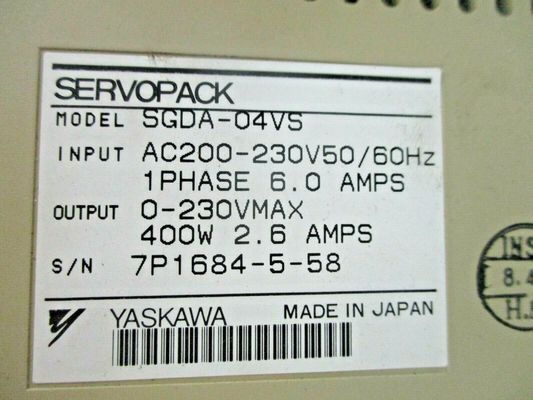 SERVOPACK
MODEL SGDA-04VS
INPUT AC200-230V50/60Hz
1PHASE 6.0 AMPS
OUTPUT 0-230VMAX
400W 2.6 AMPS
S/N 7P1684-5-58
YASKAWA MADE IN JAPAN